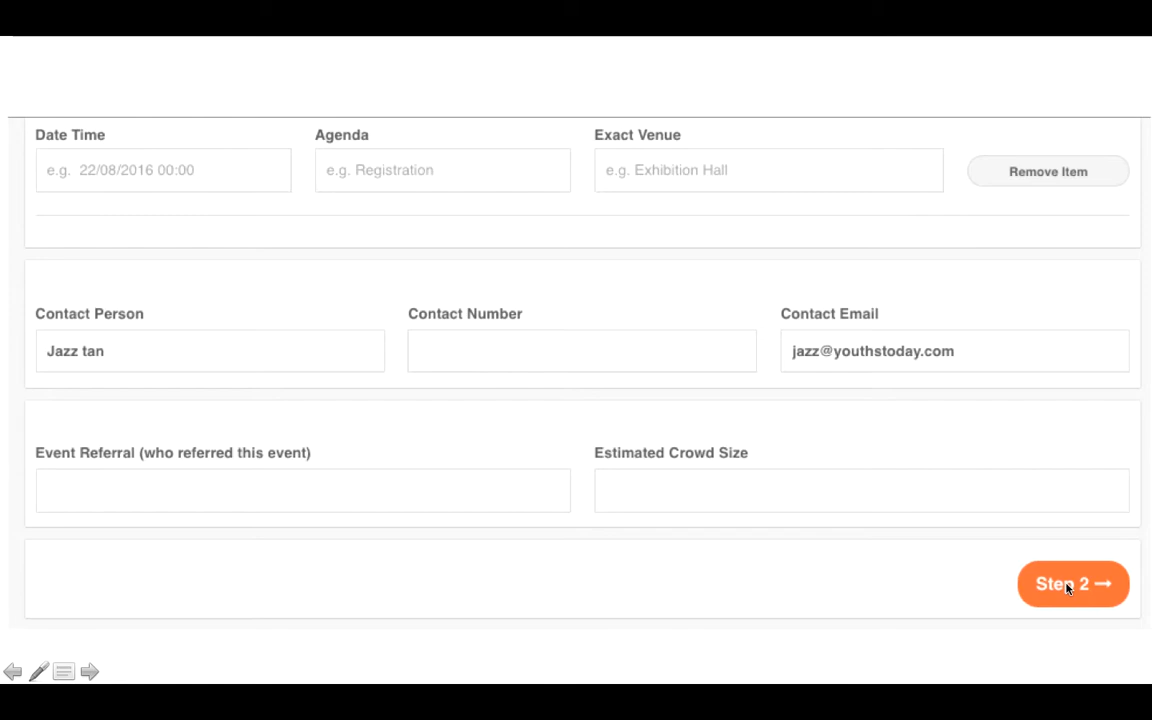 Date Time Agenda Exact Venue
e.g. 22/08/2016 00:00 e.g. Registration e.g. Exhibition Hall Remove Item
Contact Person Contact Number Contact Email
Jazz tan jazz@youthstoday.com
Event Referral (who referred this event) Estimated Crowd Size
Step 2 →